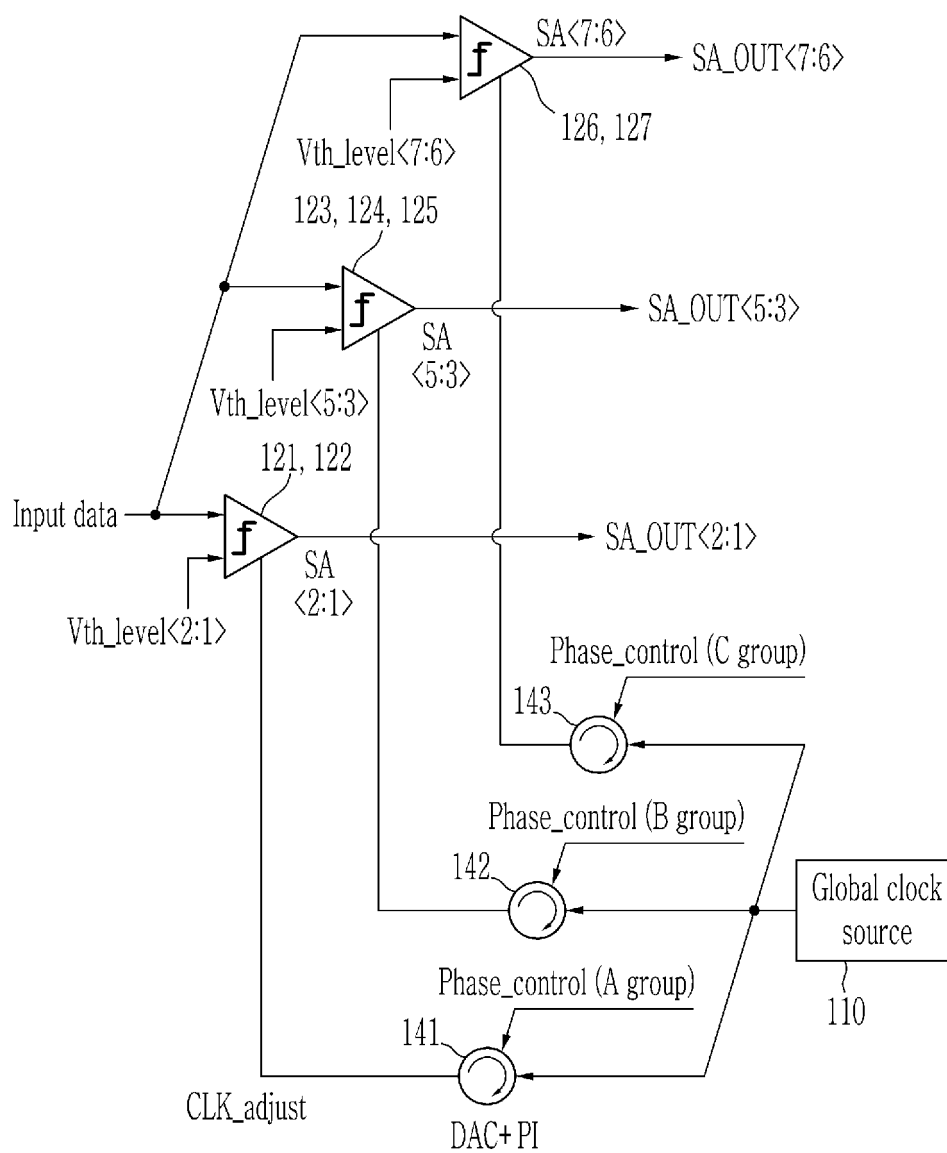 SA<7:6>
SA_OUT<7:6>
126, 127
Vth_level<7:6>
123, 124, 125
SA_OUT<5:3>
SA
<5:3>
Vth_level<5:3>
121, 122
Input data
SA_OUT<2:1>
SA
<2:1>
Vth_level<2:1>
Phase_control (C group)
143
Phase_control (B group)
142
Global clock
source
110
Phase_control (A group)
141
CLK_adjust
DAC+ PI